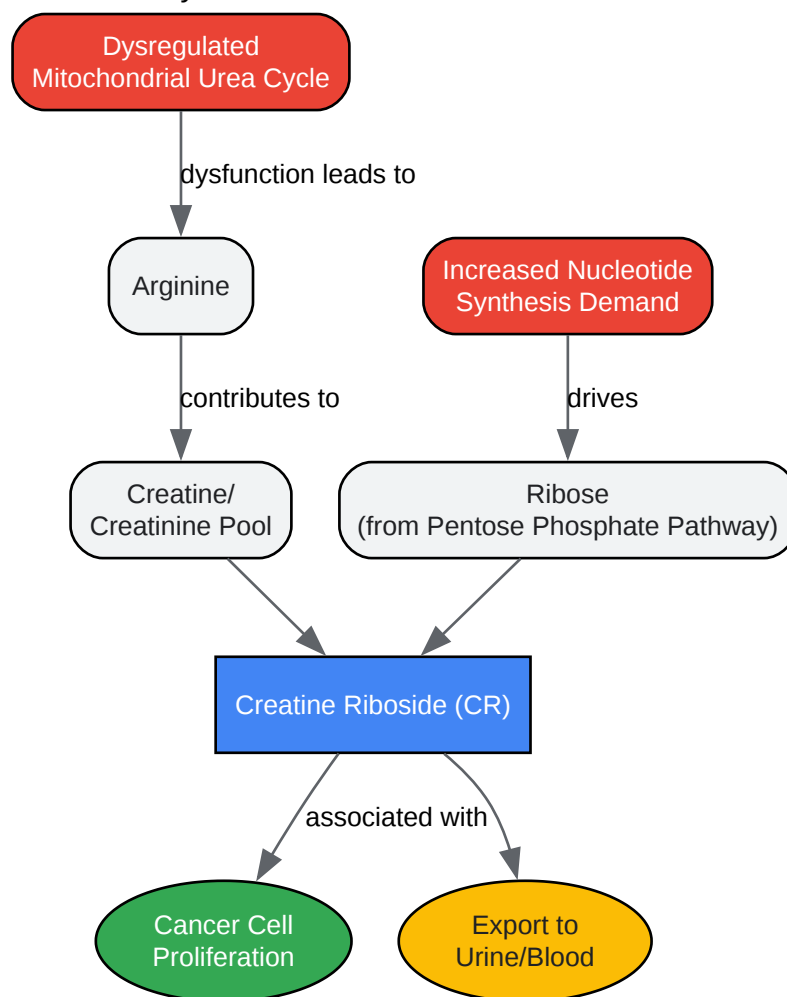 Dysregulated
Mitochondrial Urea Cycle
dysfunction leads to
Arginine
Increased Nucleotide
Synthesis Demand
contributes to
drives
Creatine/
Creatinine Pool
Ribose
(from Pentose Phosphate Pathway)
Creatine Riboside (CR)
associated with
Cancer Cell
Proliferation
Export to
Urine/Blood